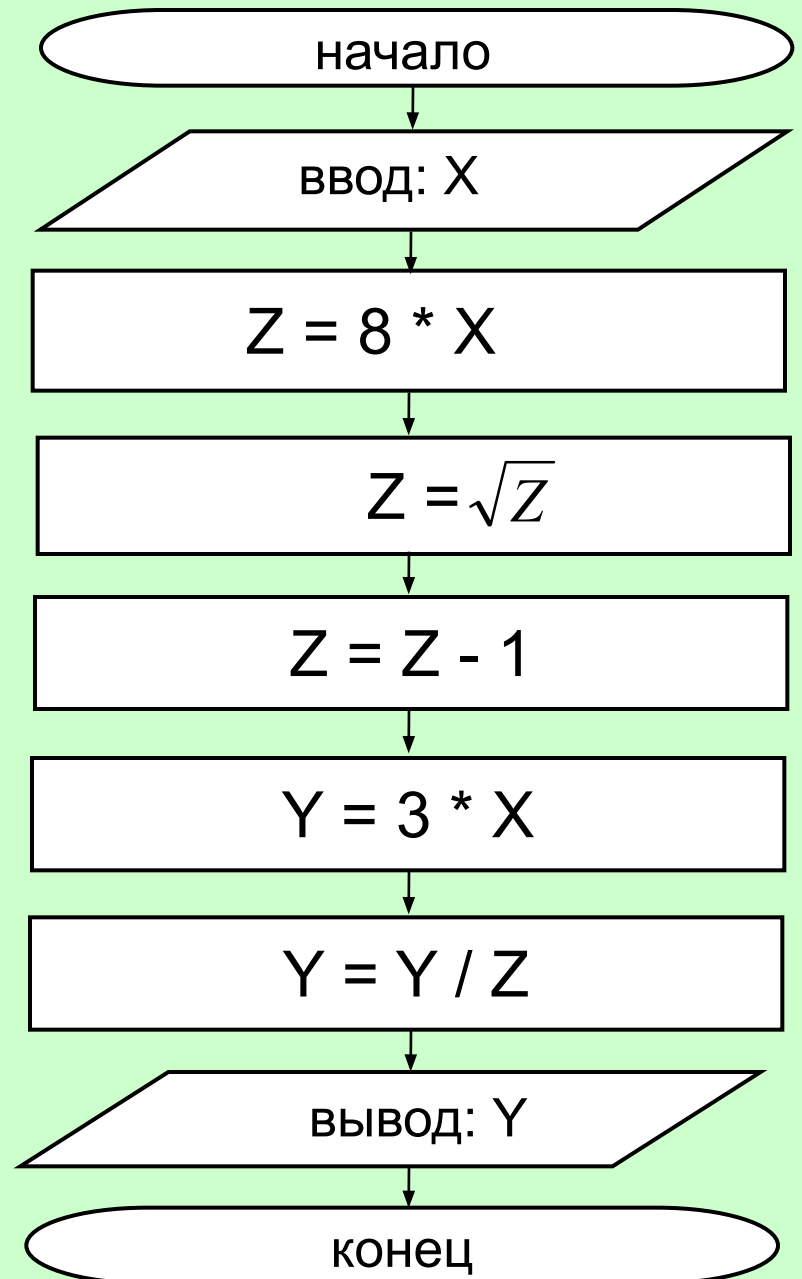 начало
ввод: X
Z = 8 * X
Z = √Z
Z = Z - 1
Y = 3 * X
Y = Y / Z
вывод: Y
конец